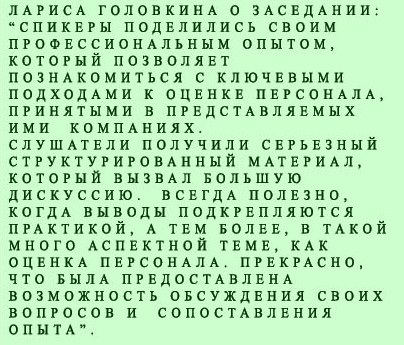 ЛАРИСА ГОЛОВКИНА О ЗАСЕДАНИИ:
“СПИКЕРЫ ПОДЕЛИЛИСЬ СВОИМ
ПРОФЕССИОНАЛЬНЫМ ОПЫТОМ,
КОТОРЫЙ ПОЗВОЛЯЕТ
ПОЗНАКОМИТЬСЯ С КЛЮЧЕВЫМИ
ПОДХОДАМИ К ОЦЕНКЕ ПЕРСОНАЛА,
ПРИНЯТЫМИ В ПРЕДСТАВЛЯЕМЫХ
ИМИ КОМПАНИЯХ.
СЛУШАТЕЛИ ПОЛУЧИЛИ СЕРЬЕЗНЫЙ
СТРУКТУРИРОВАННЫЙ МАТЕРИАЛ,
КОТОРЫЙ ВЫЗВАЛ БОЛЬШУЮ
ДИСКУССИЮ. ВСЕГДА ПОЛЕЗНО,
КОГДА ВЫВОДЫ ПОДКРЕПЛЯЮТСЯ
ПРАКТИКОЙ, А ТЕМ БОЛЕЕ, В ТАКОЙ
МНОГО АСПЕКТНОЙ ТЕМЕ, КАК
ОЦЕНКА ПЕРСОНАЛА. ПРЕКРАСНО,
ЧТО БЫЛА ПРЕДОСТАВЛЕНА
ВОЗМОЖНОСТЬ ОБСУЖДЕНИЯ СВОИХ
ВОПРОСОВ И СОПОСТАВЛЕНИЯ
ОПЫТА”.